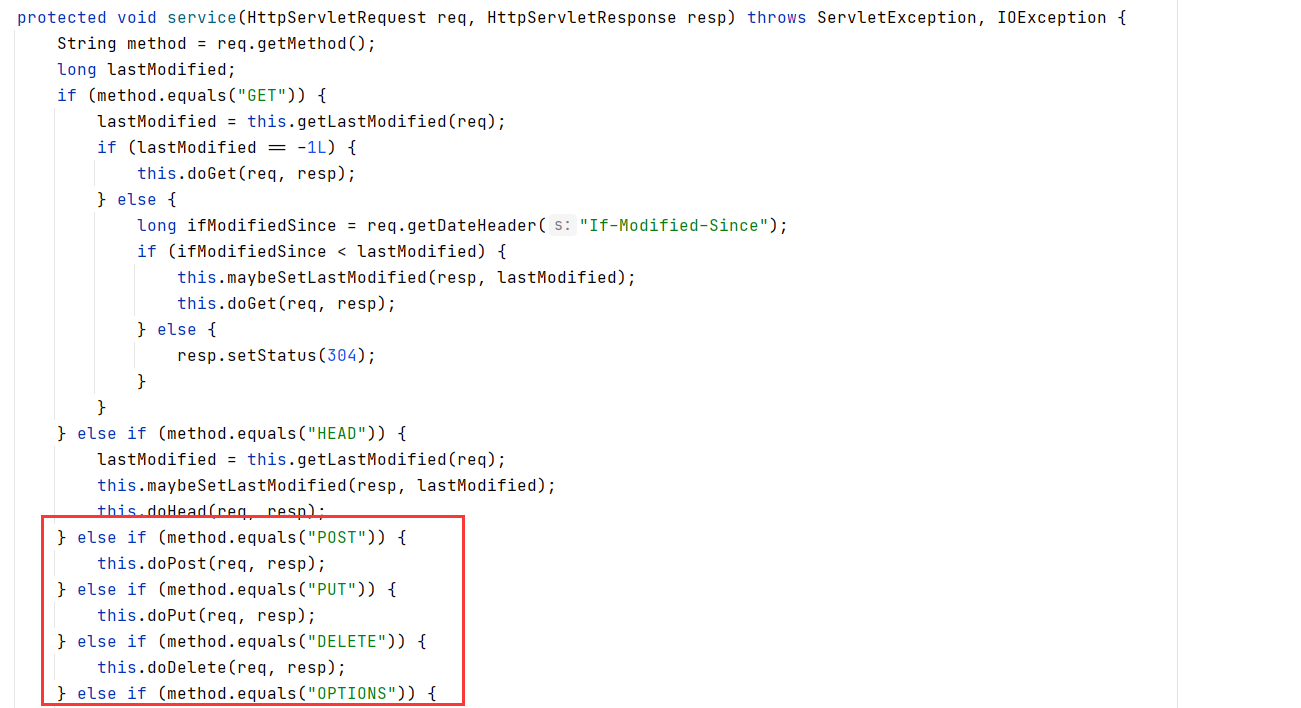 protected void service(HttpServletRequest req, HttpServletResponse resp) throws ServletException, IOException {
    String method = req.getMethod();
    long lastModified;
    if (method.equals("GET")) {
        lastModified = this.getLastModified(req);
        if (lastModified == -1L) {
            this.doGet(req, resp);
        } else {
            long ifModifiedSince = req.getDateHeader( s: "If-Modified-Since");
            if (ifModifiedSince < lastModified) {
                this.maybeSetLastModified(resp, lastModified);
                this.doGet(req, resp);
            } else {
                resp.setStatus(304);
            }
        }
    } else if (method.equals("HEAD")) {
        lastModified = this.getLastModified(req);
        this.maybeSetLastModified(resp, lastModified);
        this.doHead(req, resp);
    } else if (method.equals("POST")) {
        this.doPost(req, resp);
    } else if (method.equals("PUT")) {
        this.doPut(req, resp);
    } else if (method.equals("DELETE")) {
        this.doDelete(req, resp);
    } else if (method.equals("OPTIONS")) {